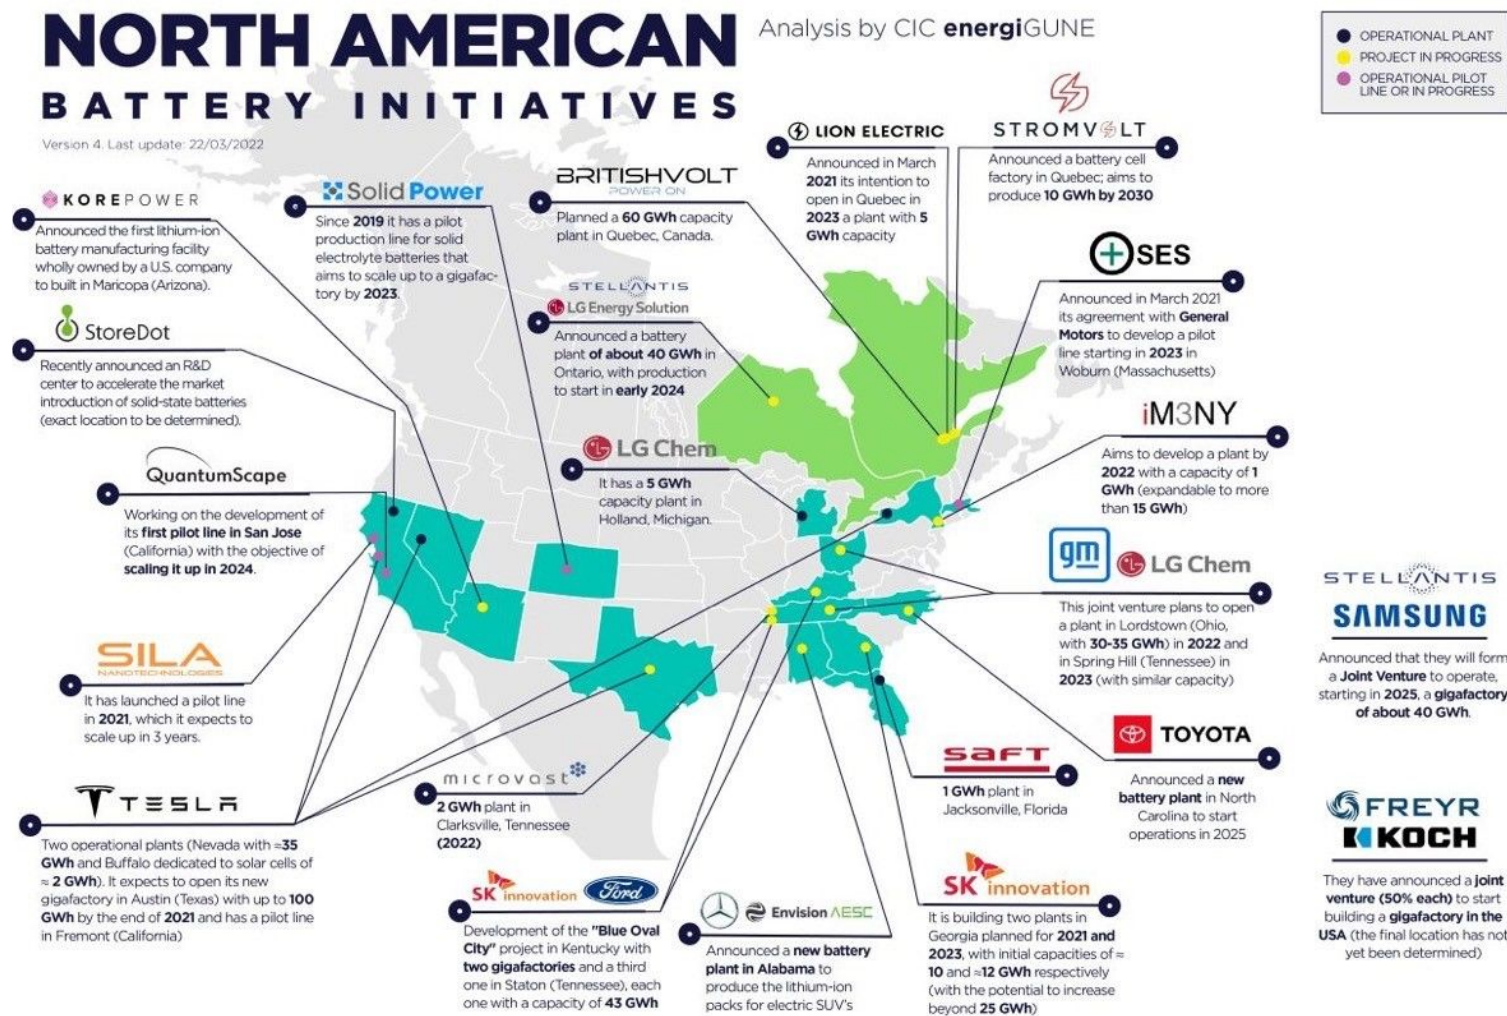 NORTH AMERICAN
BATTERY INITIATIVES
Version 4. Last update: 22/03/2022
Analysis by CIC energiGUNE
OPERATIONAL PLANT
PROJECT IN PROGRESS
OPERATIONAL PILOT
LINE OR IN PROGRESS
KOREPOWER
Announced the first lithium-ion
battery manufacturing facility
wholly owned by a U.S. company
to built in Maricopa (Arizona).
Solid Power
Since 2019 it has a pilot
production line for solid
electrolyte batteries that
aims to scale up to a gigafac-
tory by 2023.
BRITISHVOLT
POWER ON
Planned a 60 GWh capacity
plant in Quebec, Canada.
LION ELECTRIC
Announced in March
2021 its intention to
open in Quebec in
2023 a plant with 5
GWh capacity
STROMVOLT
Announced a battery cell
factory in Quebec; aims to
produce 10 GWh by 2030
SES
Announced in March 2021
its agreement with General
Motors to develop a pilot
line starting in 2023 in
Woburn (Massachusetts)
StoreDot
Recently announced an R&D
center to accelerate the market
introduction of solid-state batteries
(exact location to be determined).
STELLANTIS
LG Energy Solution
Announced a battery
plant of about 40 GWh in
Ontario, with production
to start in early 2024
LG Chem
It has a 5 GWh
capacity plant in
Holland, Michigan.
iM3NY
Aims to develop a plant by
2022 with a capacity of 1
GWh (expandable to more
than 15 GWh)
QuantumScape
Working on the development of
its first pilot line in San Jose
(California) with the objective of
scaling it up in 2024.
gm
LG Chem
This joint venture plans to open
a plant in Lordstown (Ohio,
with 30-35 GWh) in 2022 and
in Spring Hill (Tennessee) in
2023 (with similar capacity)
STELLANTIS
SAMSUNG
Announced that they will form
a Joint Venture to operate,
starting in 2025, a gigafactory
of about 40 GWh.
SILA
NANOTECHNOLOGIES
It has launched a pilot line
in 2021, which it expects to
scale up in 3 years.
TOYOTA
Announced a new
battery plant in North
Carolina to start
operations in 2025
saft
1 GWh plant in
Jacksonville, Florida
microvast
2 GWh plant in
Clarksville, Tennessee
(2022)
TESLA
Two operational plants (Nevada with ≈35
GWh and Buffalo dedicated to solar cells of
≈ 2 GWh). It expects to open its new
gigafactory in Austin (Texas) with up to 100
GWh by the end of 2021 and has a pilot line
in Fremont (California)
SK innovation
Ford
Development of the "Blue Oval
City" project in Kentucky with
two gigafactories and a third
one in Staton (Tennessee), each
one with a capacity of 43 GWh
Envision AESC
Announced a new battery
plant in Alabama to
produce the lithium-ion
packs for electric SUV's
SK innovation
It is building two plants in
Georgia planned for 2021 and
2023, with initial capacities of ≈
10 and ≈12 GWh respectively
(with the potential to increase
beyond 25 GWh)
FREYR
KOCH
They have announced a joint
venture (50% each) to start
building a gigafactory in the
USA (the final location has not
yet been determined)